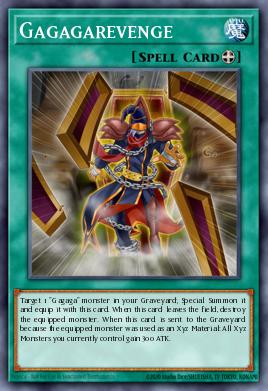 GAGAGAREVENGE
魔
[SPELL CARD]
Target 1 "Gagaga" monster in your Graveyard; Special Summon it
and equip it with this card. When this card leaves the field, destroy
the equipped monster. When this card is sent to the Graveyard
because the equipped monster was used as an Xyz Material: All Xyz
Monsters you currently control gain 300 ATK.